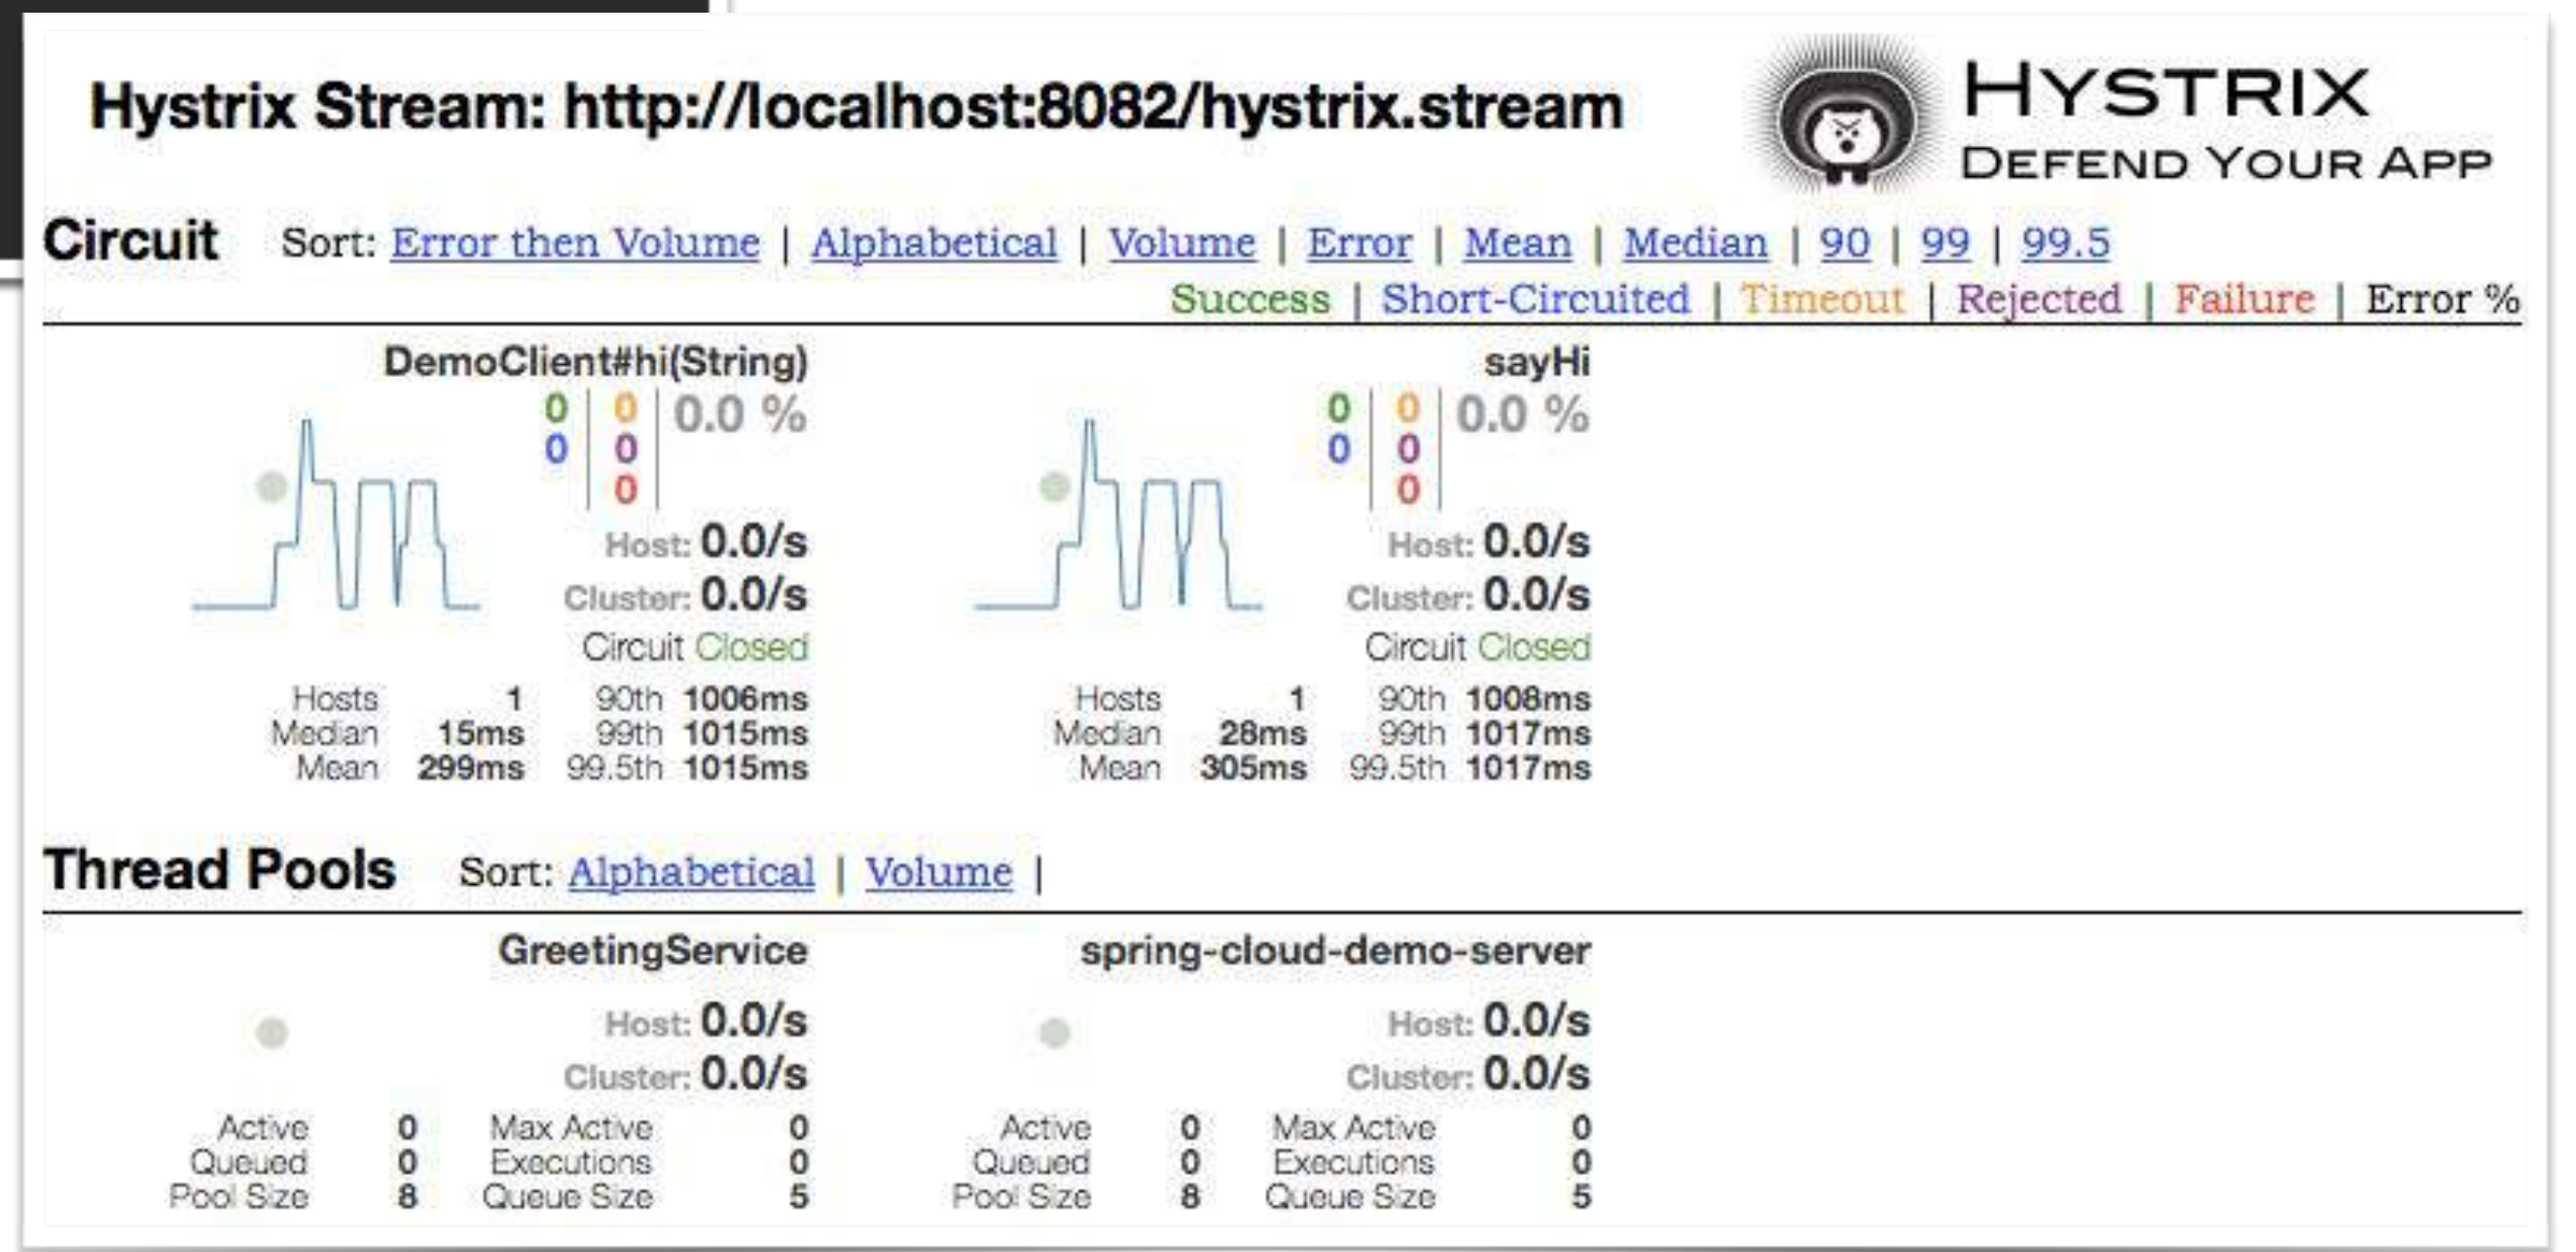 Hystrix Stream: http://localhost:8082/hystrix.stream
HYSTRIX
DEFEND YOUR APP
Circuit Sort: Error then Volume | Alphabetical | Volume | Error | Mean | Median | 90 | 99 | 99.5
Success | Short-Circuited | Timeout | Rejected | Failure | Error %
DemoClient#hi(String)
0 | 0 | 0.0 %
0 | 0
0
Host: 0.0/s
Cluster: 0.0/s
Circuit Closed
Hosts 1 90th 1006ms
Median 15ms 99th 1015ms
Mean 299ms 99.5th 1015ms
sayHi
0 | 0 | 0.0 %
0 | 0
0
Host: 0.0/s
Cluster: 0.0/s
Circuit Closed
Hosts 1 90th 1008ms
Median 28ms 99th 1017ms
Mean 305ms 99.5th 1017ms
Thread Pools Sort: Alphabetical | Volume |
GreetingService
Host: 0.0/s
Cluster: 0.0/s
Active 0 Max Active 0
Queued 0 Executions 0
Pool Size 8 Queue Size 5
spring-cloud-demo-server
Host: 0.0/s
Cluster: 0.0/s
Active 0 Max Active 0
Queued 0 Executions 0
Pool Size 8 Queue Size 5